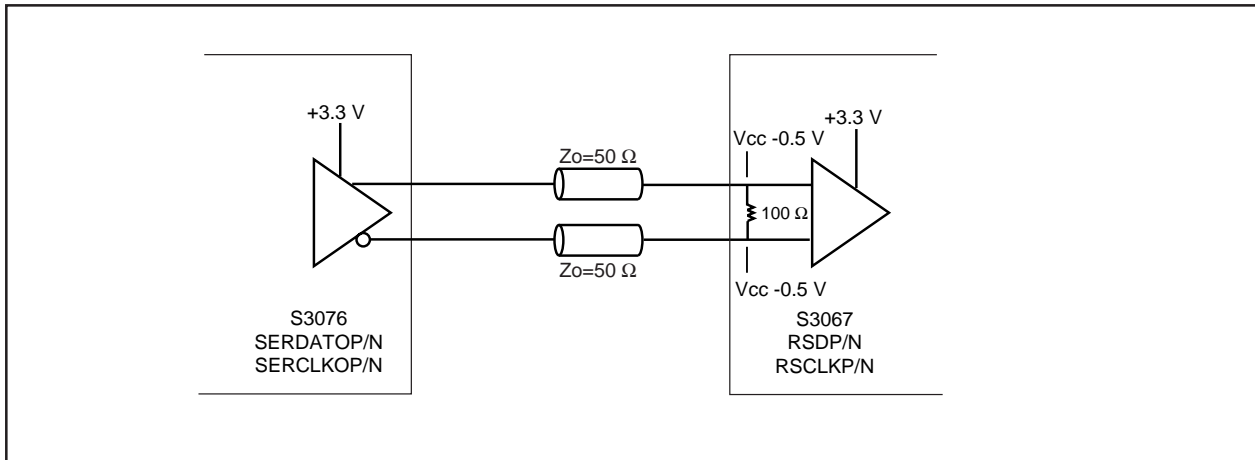 +3.3 V
Zo=50 Ω
Zo=50 Ω
S3076
SERDATOP/N
SERCLKOP/N
Vcc -0.5 V
+3.3 V
100 Ω
Vcc -0.5 V
S3067
RSDP/N
RSCLKP/N